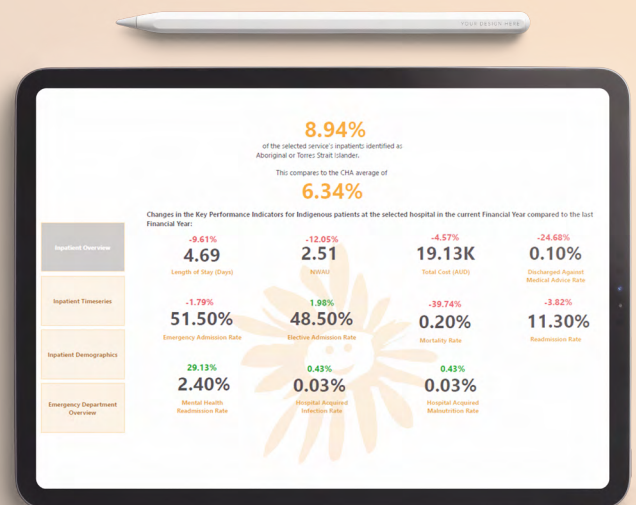 YOUR DESIGN HERE
8.94%
of the selected service's inpatients identified as
Aboriginal or Torres Strait Islander.
This compares to the CHA average of
6.34%
Changes in the Key Performance Indicators for Indigenous patients at the selected hospital in the current Financial Year compared to the last
Financial Year:
Inpatient Overview
Inpatient Timeseries
Inpatient Demographics
Emergency Department
Overview
-9.61%
4.69
Length of Stay (Days)
-12.05%
2.51
NWAU
-4.57%
19.13K
Total Cost (AUD)
-24.68%
0.10%
Discharged Against
Medical Advice Rate
-1.79%
51.50%
Emergency Admission Rate
1.98%
48.50%
Elective Admission Rate
-39.74%
0.20%
Mortality Rate
-3.82%
11.30%
Readmission Rate
29.13%
2.40%
Mental Health
Readmission Rate
0.43%
0.03%
Hospital Acquired
Infection Rate
0.43%
0.03%
Hospital Acquired
Malnutrition Rate